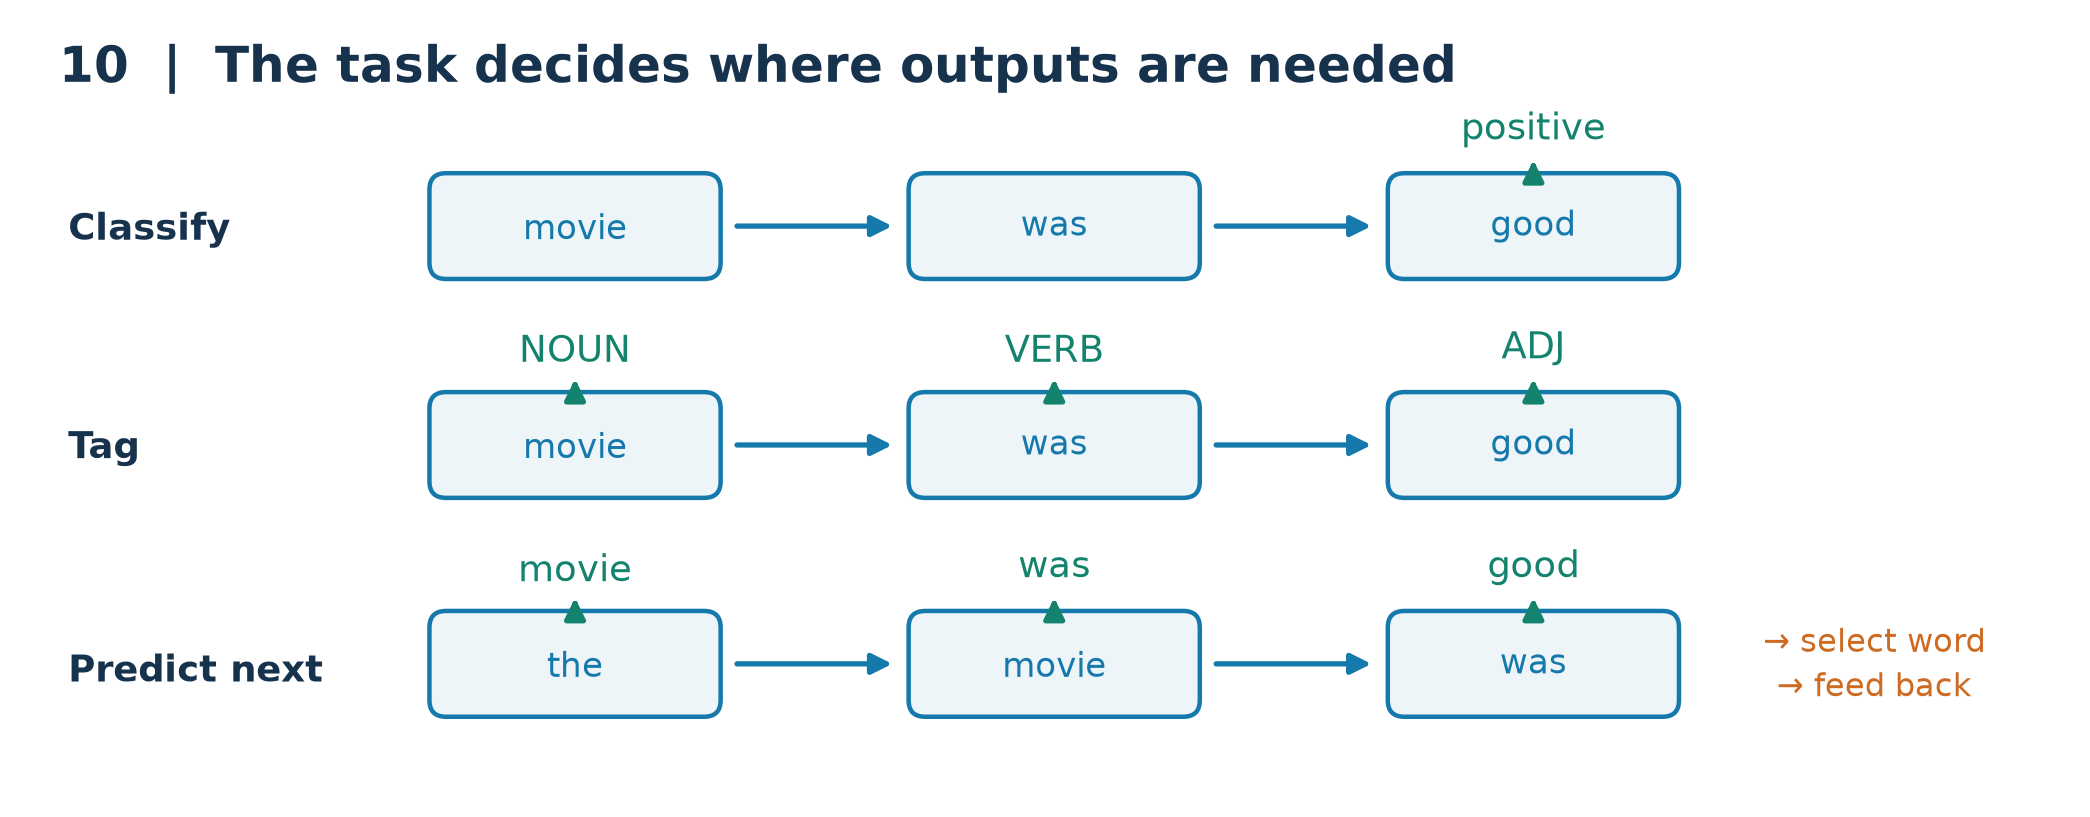 10 | The task decides where outputs are needed
positive
Classify movie was good
NOUN VERB ADJ
Tag movie was good
movie was good
Predict next the movie was
→ select word
→ feed back